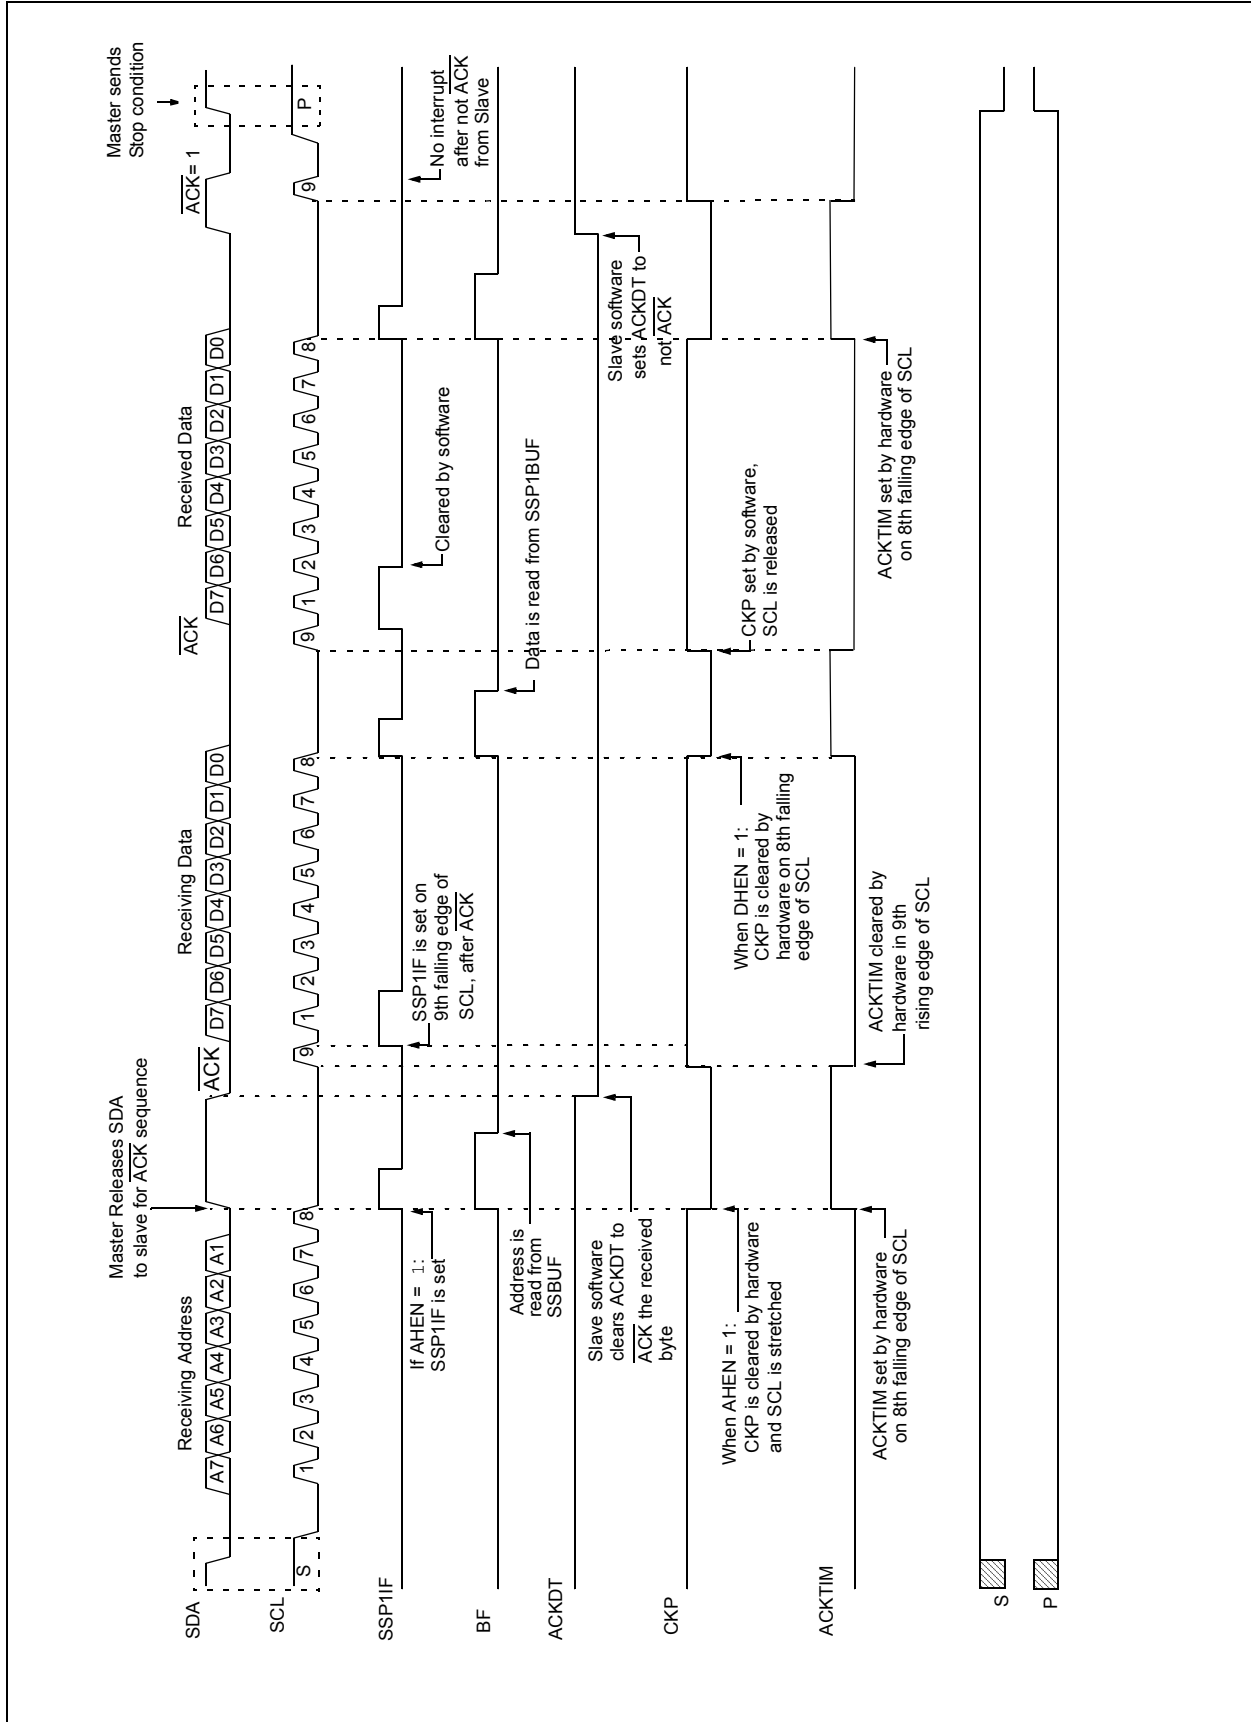 Master Releases SDA
to slave for ACK sequence
Master sends
Stop condition
Receiving Address
Receiving Data
Received Data
ACK
ACK
ACK = 1
SDA
A7 A6 A5 A4 A3 A2 A1
D7 D6 D5 D4 D3 D2 D1 D0
D7 D6 D5 D4 D3 D2 D1 D0
SCL
S
1 2 3 4 5 6 7 8
9
1 2 3 4 5 6 7 8
9
1 2 3 4 5 6 7 8
9
P
SSP1IF
If AHEN = 1:
SSP1IF is set
SSP1IF is set on
9th falling edge of
SCL, after ACK
Cleared by software
No interrupt
after not ACK
from Slave
BF
Address is
read from
SSBUF
Data is read from SSP1BUF
ACKDT
Slave software
clears ACKDT to
ACK the received
byte
Slave software
sets ACKDT to
not ACK
CKP
When AHEN = 1:
CKP is cleared by hardware
and SCL is stretched
When DHEN = 1:
CKP is cleared by
hardware on 8th falling
edge of SCL
CKP set by software,
SCL is released
ACKTIM
ACKTIM set by hardware
on 8th falling edge of SCL
ACKTIM cleared by
hardware in 9th
rising edge of SCL
ACKTIM set by hardware
on 8th falling edge of SCL
S
P